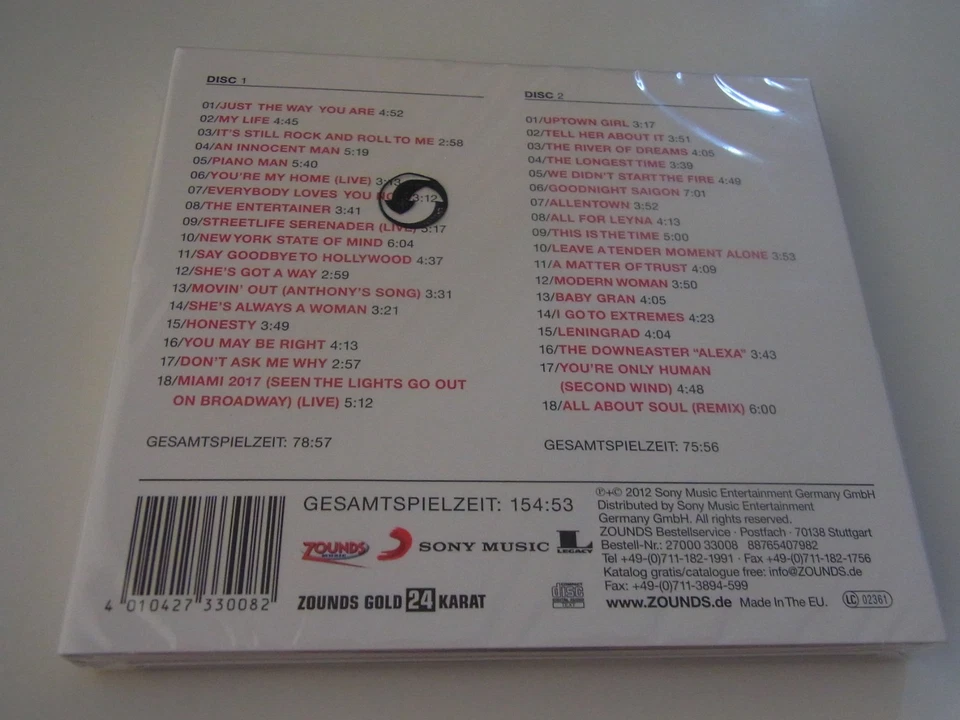 DISC 1
01/JUST THE WAY YOU ARE 4:52
02/MY LIFE 4:45
03/IT'S STILL ROCK AND ROLL TO ME 2:58
04/AN INNOCENT MAN 5:19
05/PIANO MAN 5:40
06/YOU'RE MY HOME (LIVE) 3:13
07/EVERYBODY LOVES YOU 3:12
08/THE ENTERTAINER 3:41
09/STREETLIFE SERENADER (LIVE) 5:17
10/NEW YORK STATE OF MIND 6:04
11/SAY GOODBYE TO HOLLYWOOD 4:37
12/SHE'S GOT A WAY 2:59
13/MOVIN' OUT (ANTHONY'S SONG) 3:31
14/SHE'S ALWAYS A WOMAN 3:21
15/HONESTY 3:49
16/YOU MAY BE RIGHT 4:13
17/DON'T ASK ME WHY 2:57
18/MIAMI 2017 (SEEN THE LIGHTS GO OUT
ON BROADWAY) (LIVE) 5:12
GESAMTSPIELZEIT: 78:57
DISC 2
01/UPTOWN GIRL 3:17
02/TELL HER ABOUT IT 3:51
03/THE RIVER OF DREAMS 4:05
04/THE LONGEST TIME 3:39
05/WE DIDN'T START THE FIRE 4:49
06/GOODNIGHT SAIGON 7:01
07/ALLENTOWN 3:52
08/ALL FOR LEYNA 4:13
09/THIS IS THE TIME 5:00
10/LEAVE A TENDER MOMENT ALONE 3:53
11/A MATTER OF TRUST 4:09
12/MODERN WOMAN 3:50
13/BABY GRAN 4:05
14/I GO TO EXTREMES 4:23
15/LENINGRAD 4:04
16/THE DOWNEASTER "ALEXA" 3:43
17/YOU'RE ONLY HUMAN
(SECOND WIND) 4:48
18/ALL ABOUT SOUL (REMIX) 6:00
GESAMTSPIELZEIT: 75:56
4 010427 330082
GESAMTSPIELZEIT: 154:53
ZOUNDS MUSIC
SONY MUSIC
L LEGACY
ZOUNDS GOLD 24 KARAT
disc
℗+© 2012 Sony Music Entertainment Germany GmbH
Distributed by Sony Music Entertainment
Germany GmbH. All rights reserved.
ZOUNDS Bestellservice · Postfach · 70138 Stuttgart
Bestell-Nr.: 27000 33008 88765407982
Tel +49-(0)711-182-1991 · Fax +49-(0)711-182-1756
Katalog gratis/catalogue free: info@ZOUNDS.de
Fax: +49-(0)711-3894-599
www.ZOUNDS.de Made in The EU. LC 02361